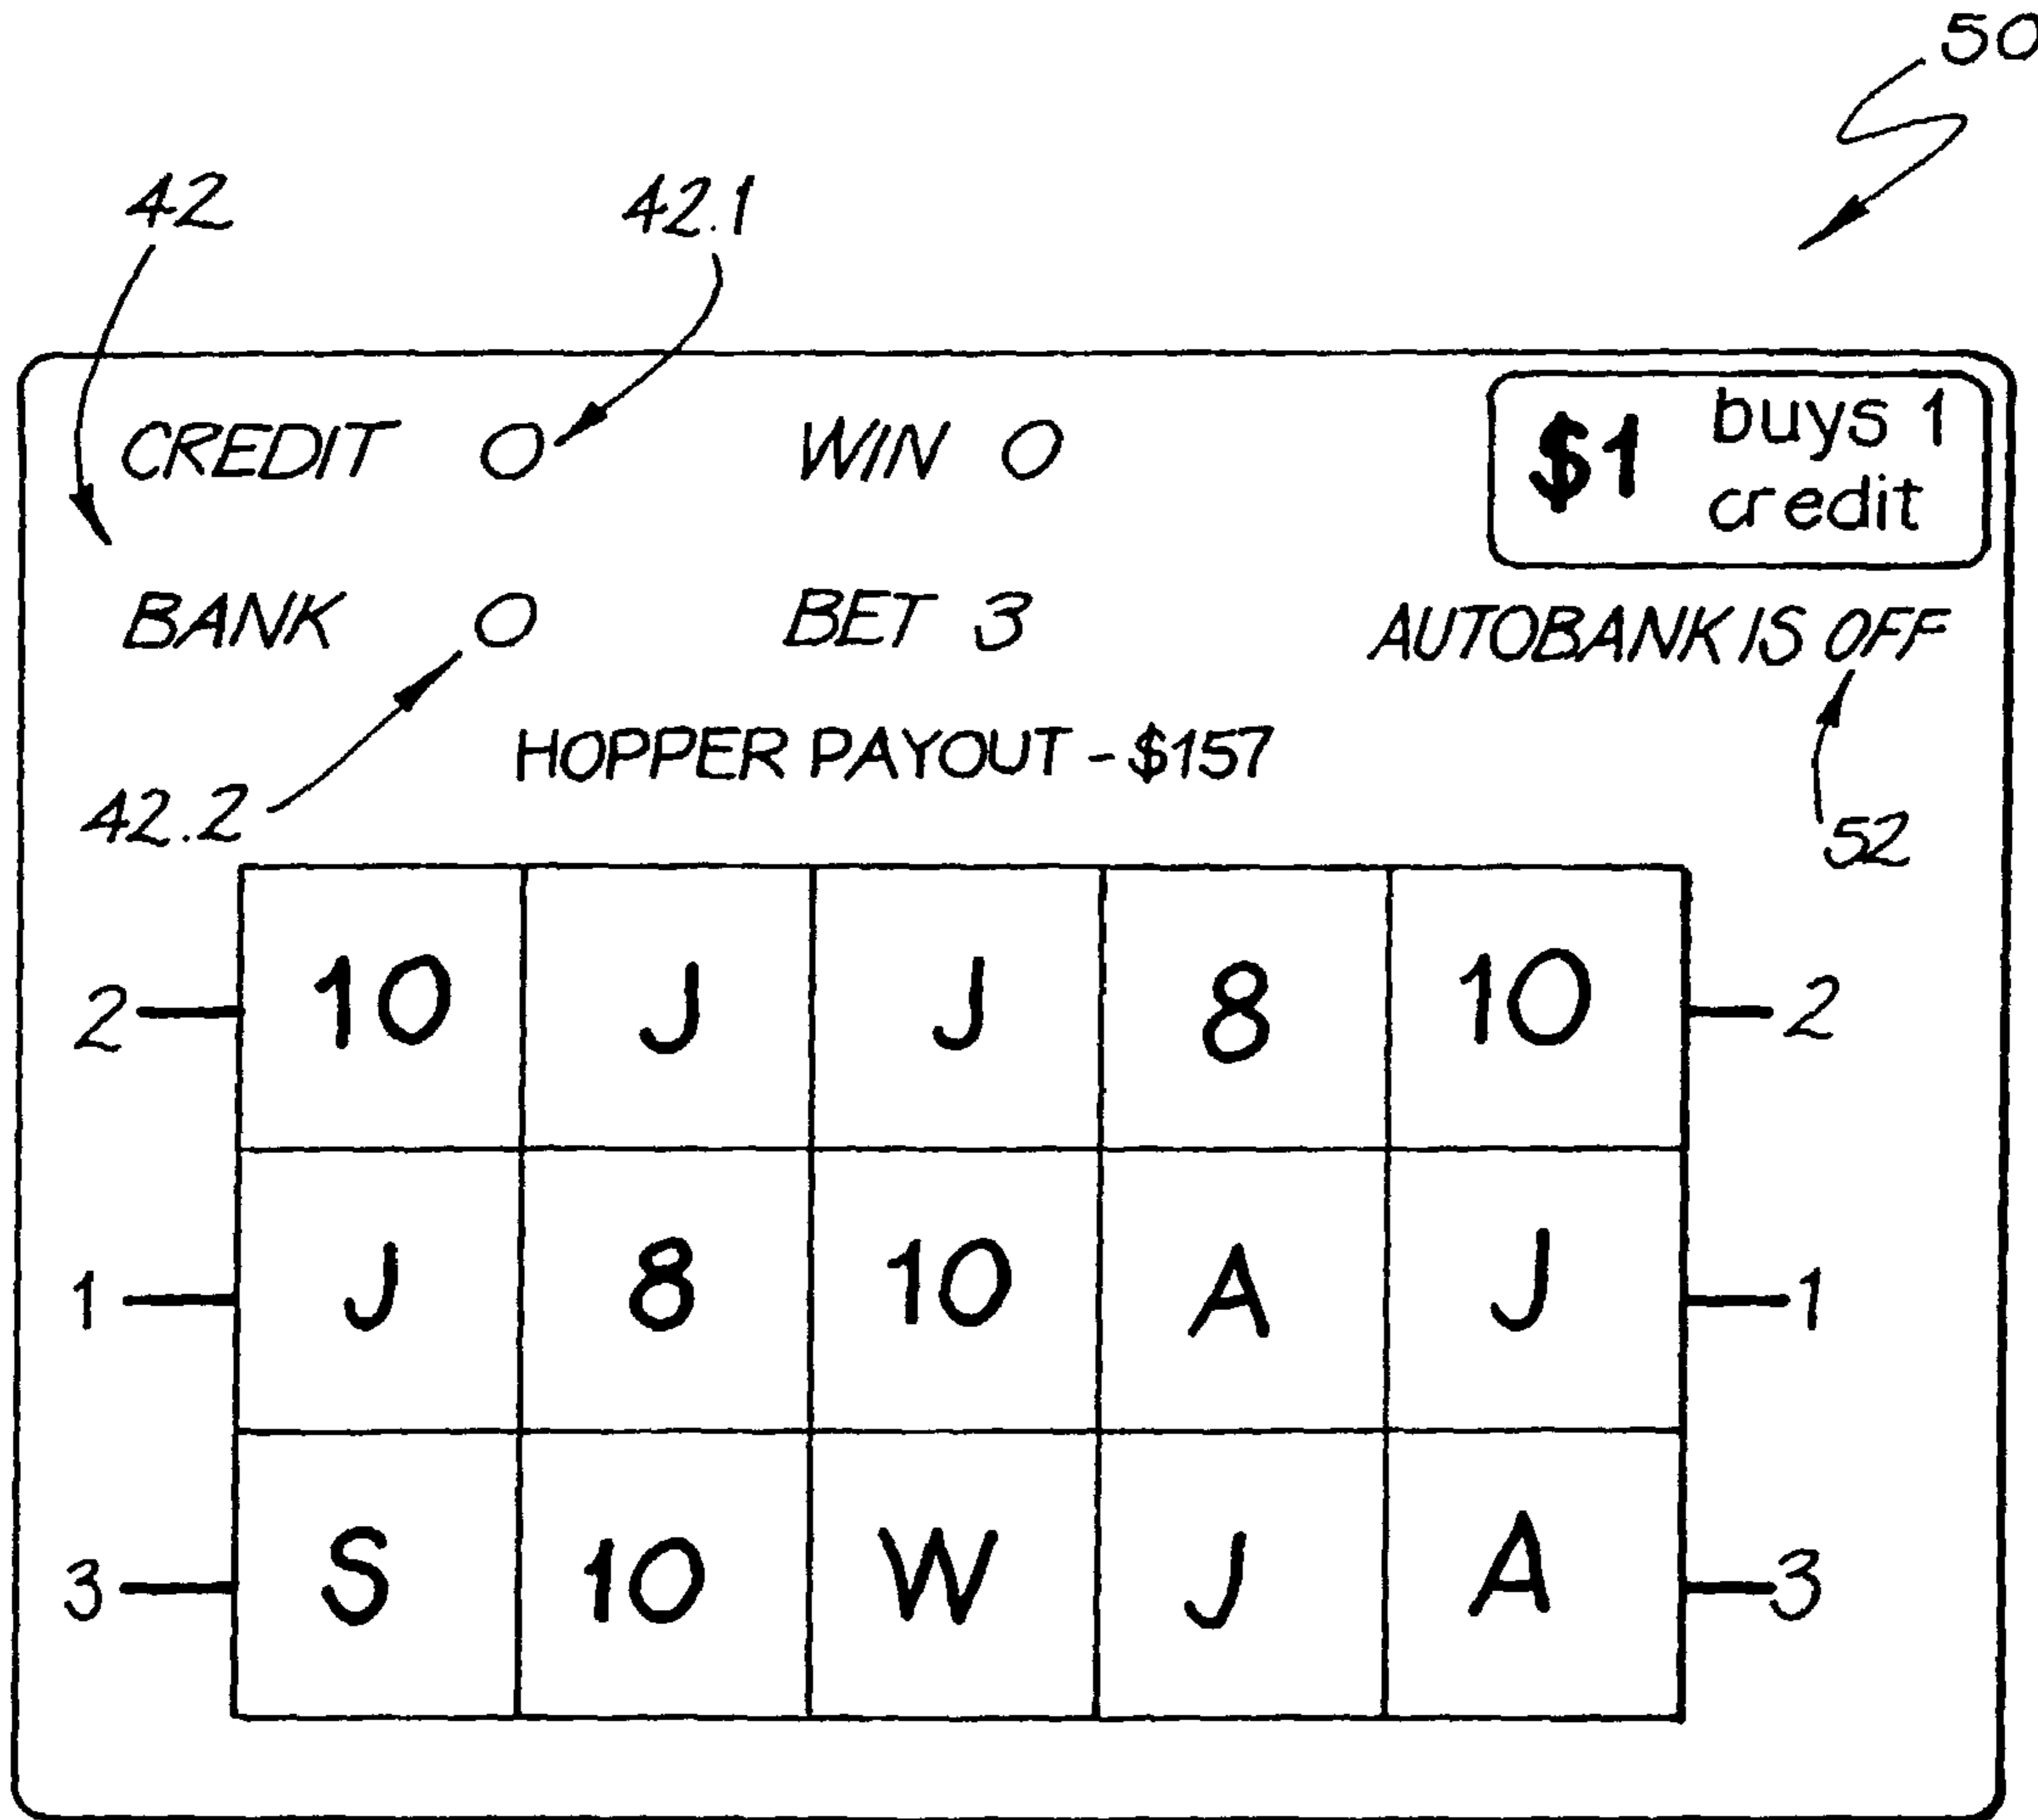 50
42 42.1
CREDIT 0 WIN 0 $1 buys 1
credit
BANK 0 BET 3 AUTOBANK IS OFF
HOPPER PAYOUT - $157
42.2 52
2 10 J J 8 10 2
1 J 8 10 A J 1
3 S 10 W J A 3